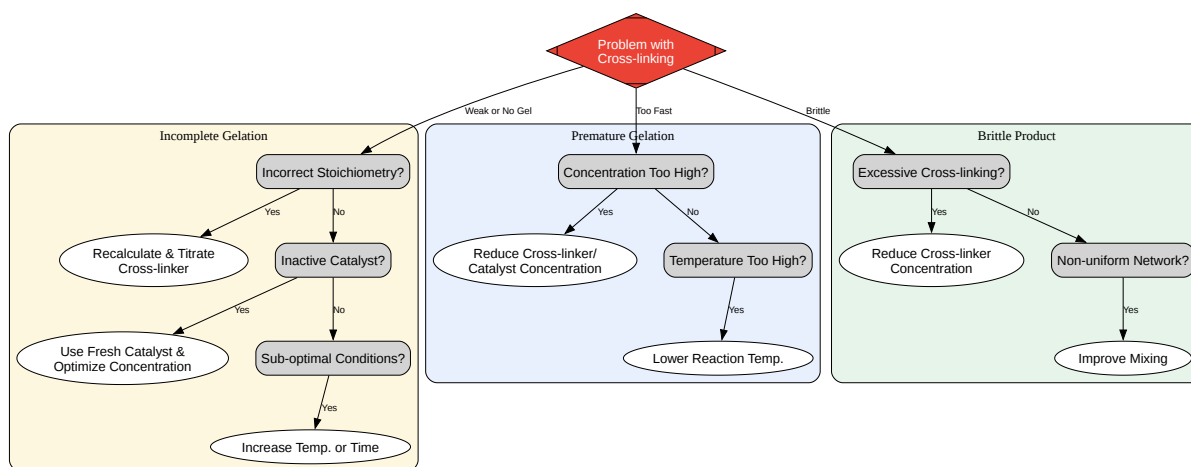 Problem with
Cross-linking
Weak or No Gel
Too Fast
Brittle
Incomplete Gelation
Incorrect Stoichiometry?
Yes
No
Recalculate & Titrate
Cross-linker
Inactive Catalyst?
Yes
No
Use Fresh Catalyst &
Optimize Concentration
Sub-optimal Conditions?
Yes
Increase Temp. or Time
Premature Gelation
Concentration Too High?
Yes
No
Reduce Cross-linker/
Catalyst Concentration
Temperature Too High?
Yes
Lower Reaction Temp.
Brittle Product
Excessive Cross-linking?
Yes
No
Reduce Cross-linker
Concentration
Non-uniform Network?
Yes
Improve Mixing